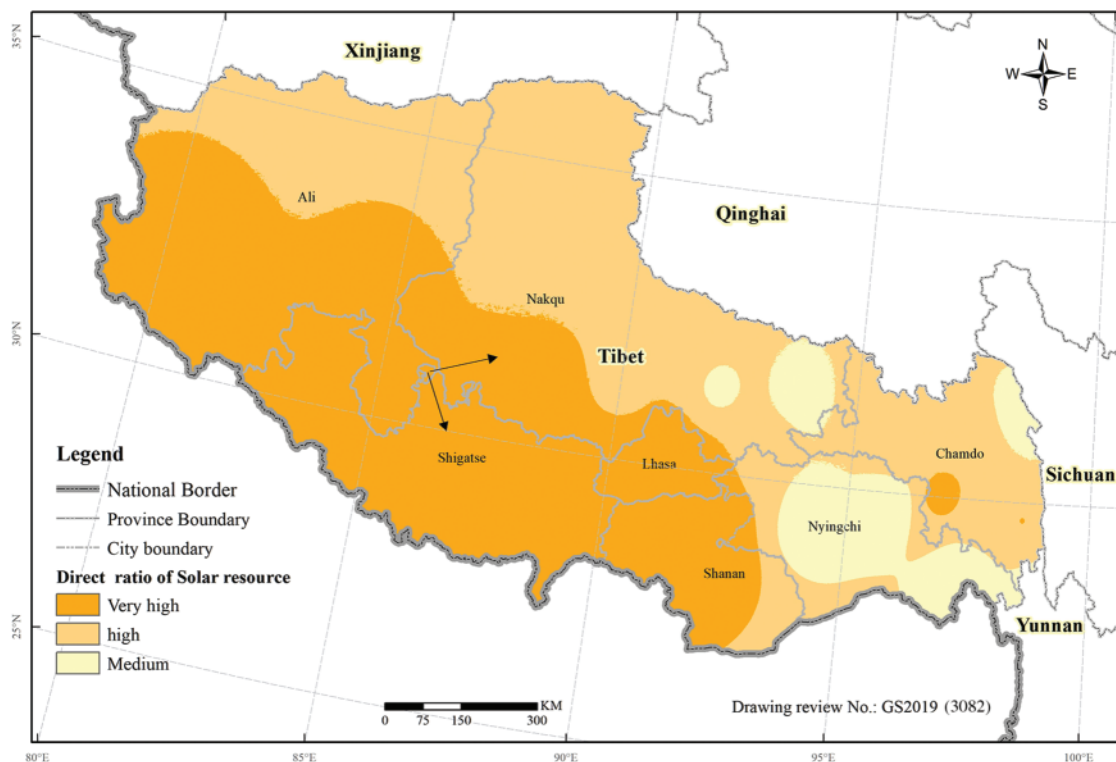 35°N
Xinjiang
N
W E
S
Ali
Qinghai
Nakqu
30°N
Tibet
Legend
Shigatse
Lhasa
Chamdo
Sichuan
National Border
Province Boundary
Nyingchi
City boundary
Direct ratio of Solar resource
Shanan
Very high
25°N
high
Yunnan
Medium
KM
0 75 150 300
Drawing review No.: GS2019 (3082)
80°E 85°E 90°E 95°E 100°E